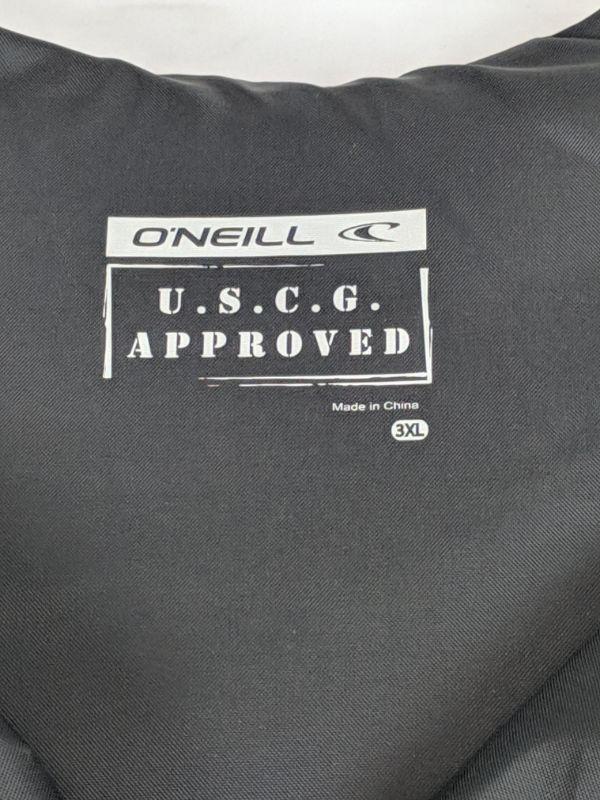 O'NEILL
U.S.C.G.
APPROVED
Made in China
3XL